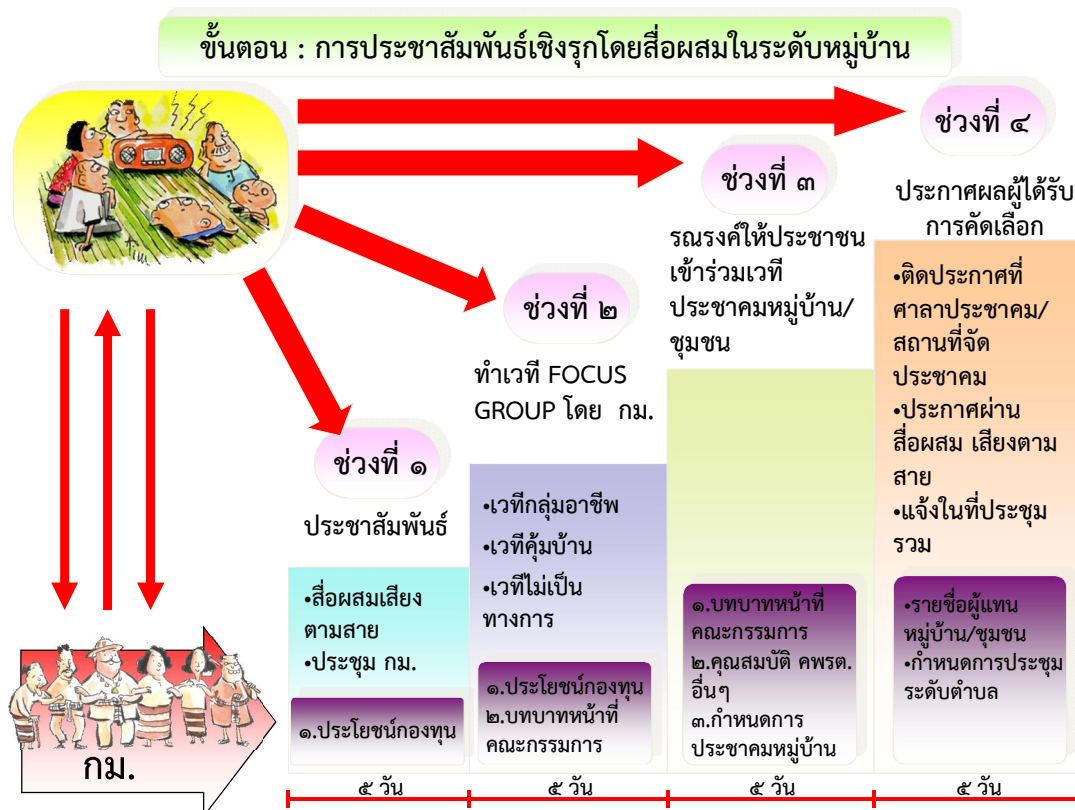 ขั้นตอน : การประชาสัมพันธ์เชิงรุกโดยสื่อผสมในระดับหมู่บ้าน
ช่วงที่ ๑
ประชาสัมพันธ์
•สื่อผสมเสียง
ตามสาย
•ประชุม กม.
๑.ประโยชน์กองทุน
๕ วัน
ช่วงที่ ๒
ทำเวที FOCUS
GROUP โดย กม.
•เวทีกลุ่มอาชีพ
•เวทีคุ้มบ้าน
•เวทีไม่เป็น
ทางการ
๑.ประโยชน์กองทุน
๒.บทบาทหน้าที่
คณะกรรมการ
๕ วัน
ช่วงที่ ๓
รณรงค์ให้ประชาชน
เข้าร่วมเวที
ประชาคมหมู่บ้าน/
ชุมชน
๑.บทบาทหน้าที่
คณะกรรมการ
๒.คุณสมบัติ คพรต.
อื่นๆ
๓.กำหนดการ
ประชาคมหมู่บ้าน
๕ วัน
ช่วงที่ ๔
ประกาศผลผู้ได้รับ
การคัดเลือก
•ติดประกาศที่
ศาลาประชาคม/
สถานที่จัด
ประชาคม
•ประกาศผ่าน
สื่อผสม เสียงตาม
สาย
•แจ้งในที่ประชุม
รวม
•รายชื่อผู้แทน
หมู่บ้าน/ชุมชน
•กำหนดการประชุม
ระดับตำบล
๕ วัน
กม.